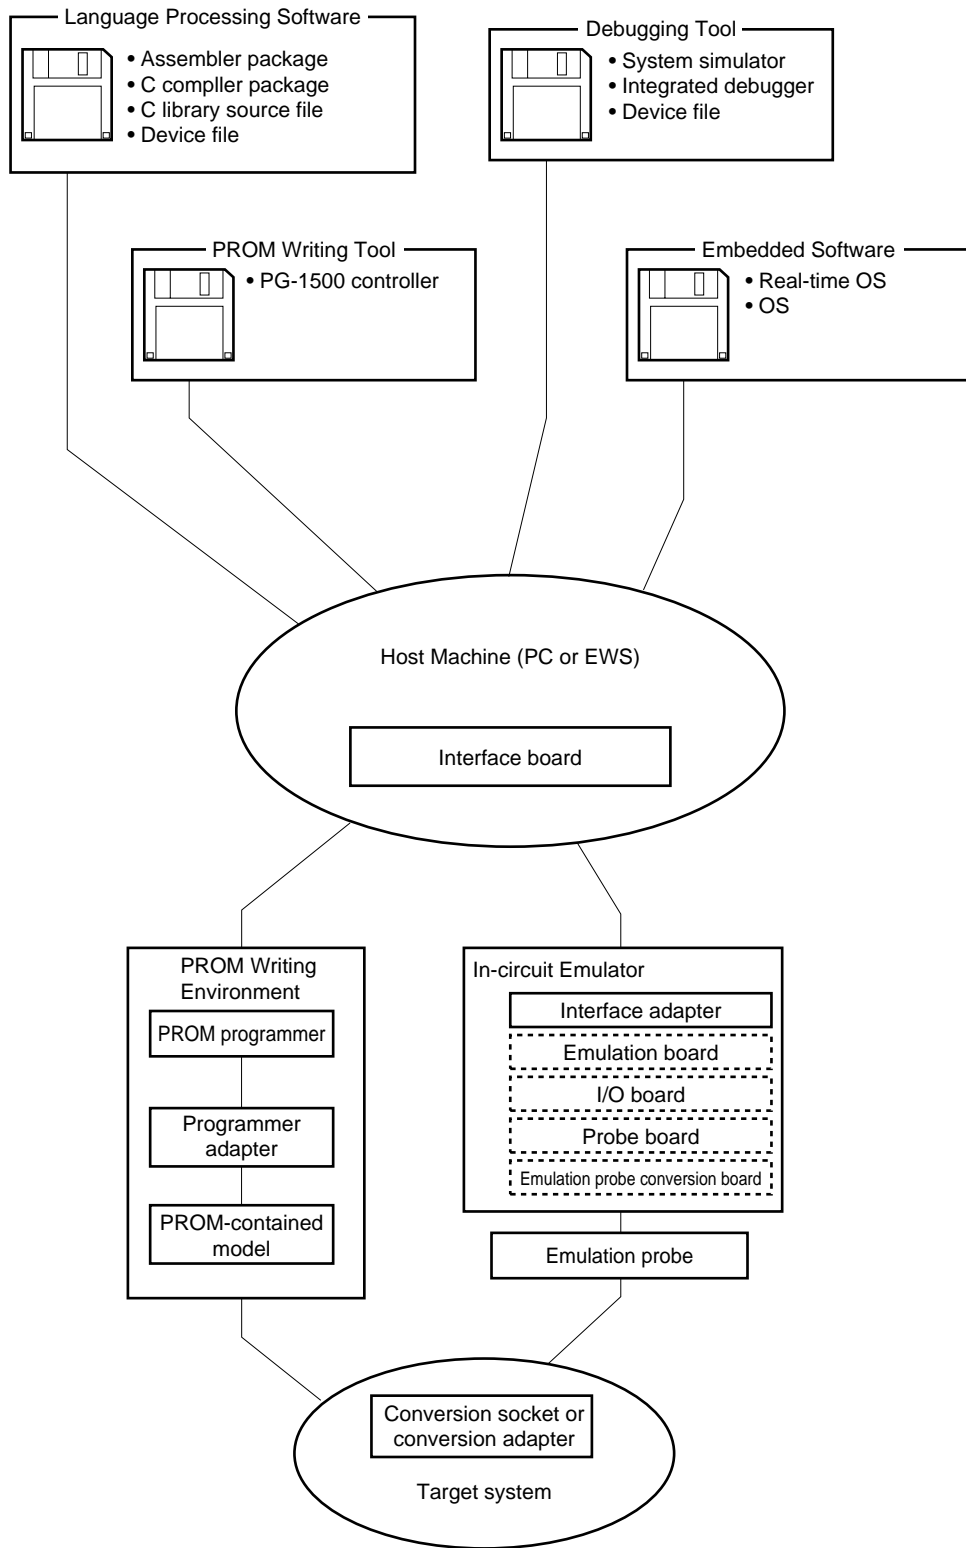 Language Processing Software
• Assembler package
• C compller package
• C library source file
• Device file
Debugging Tool
• System simulator
• Integrated debugger
• Device file
PROM Writing Tool
• PG-1500 controller
Embedded Software
• Real-time OS
• OS
Host Machine (PC or EWS)
Interface board
PROM Writing
Environment
PROM programmer
Programmer
adapter
PROM-contained
model
In-circuit Emulator
Interface adapter
Emulation board
I/O board
Probe board
Emulation probe conversion board
Emulation probe
Conversion socket or
conversion adapter
Target system